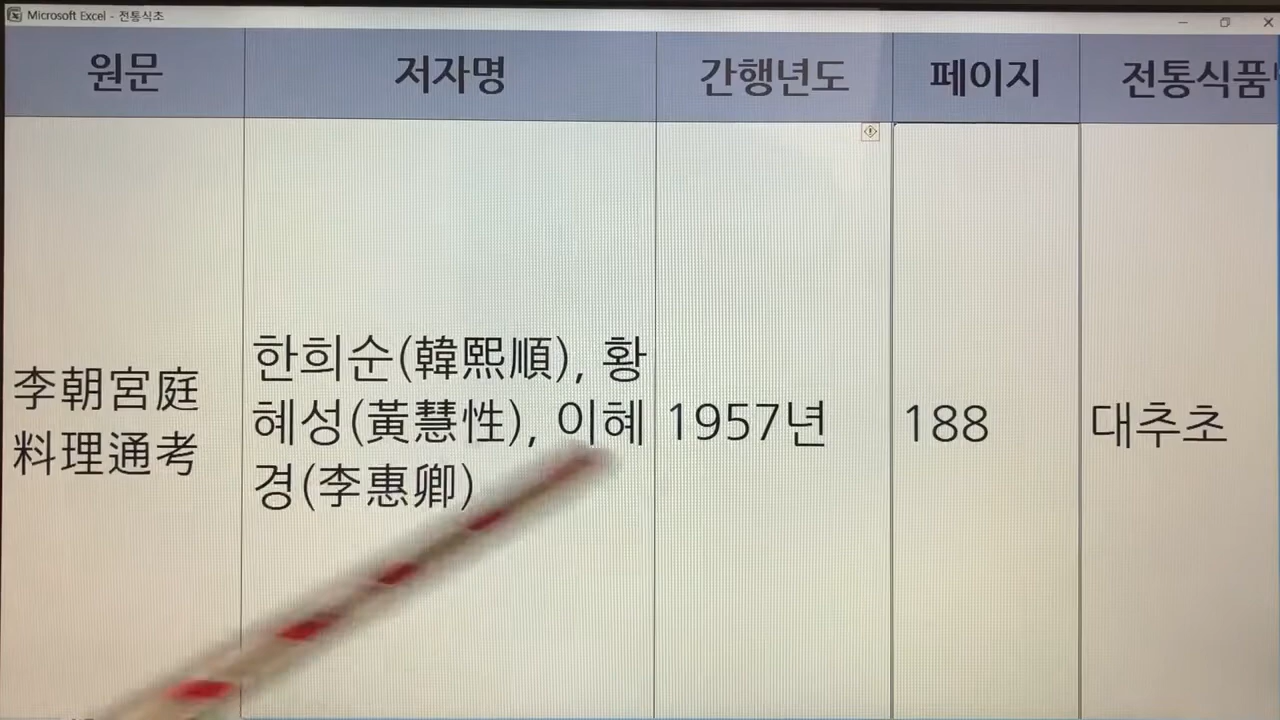 Microsoft Excel - 전통식초
원문 저자명 간행년도 페이지 전통식품
李朝宮庭
料理通考
한희순(韓熙順), 황
혜성(黃慧性), 이혜
경(李惠卿)
1957년
188
대추초